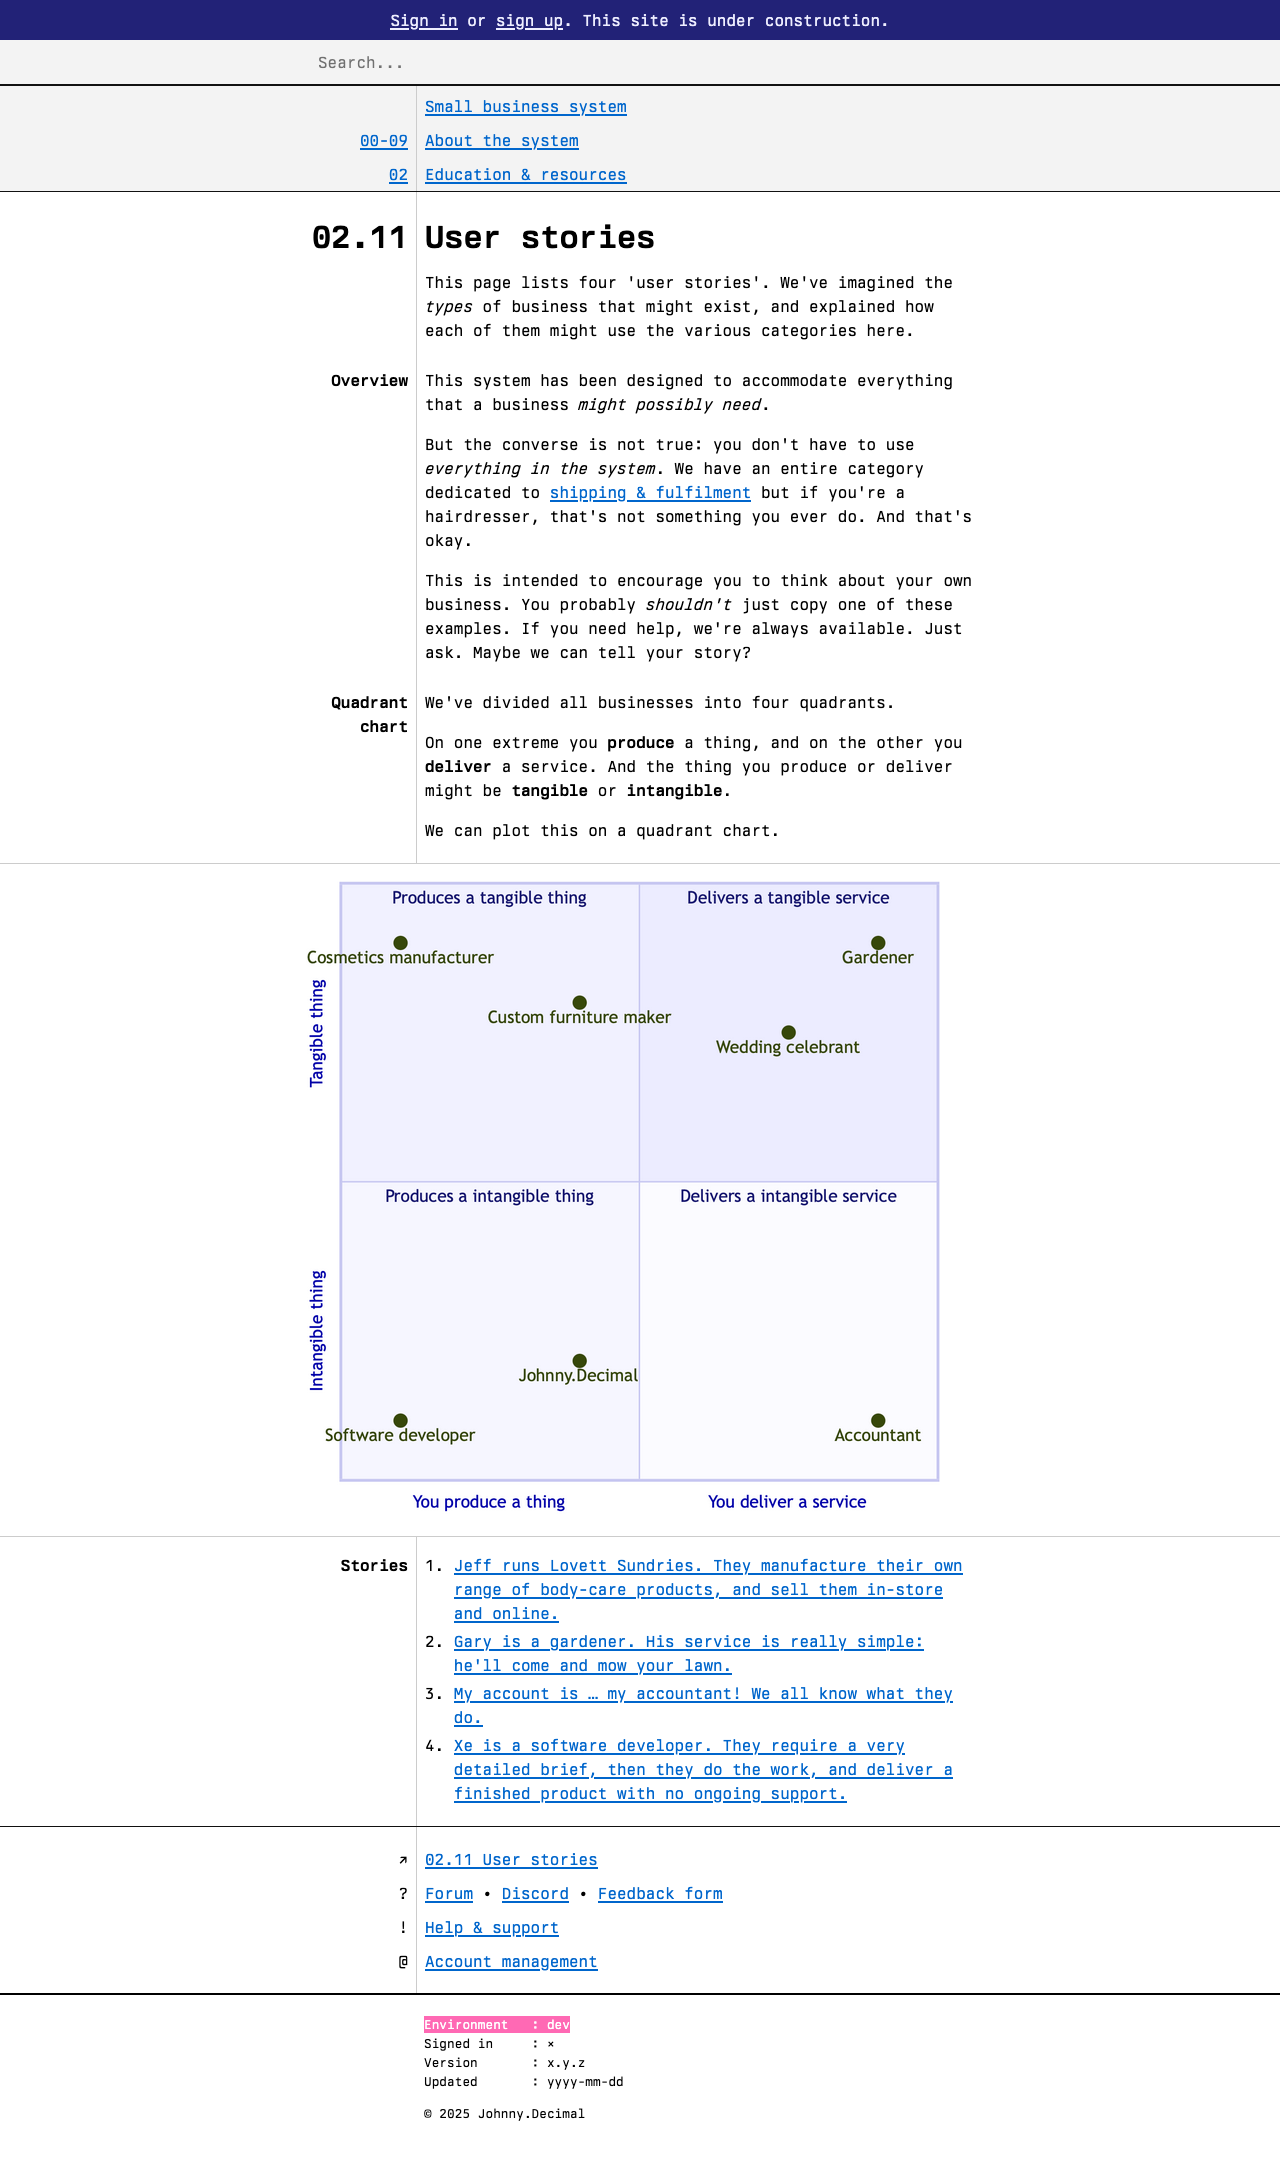 Sign in or sign up. This site is under construction.
Search...
Small business system
00-09 About the system
02 Education & resources
02.11 User stories
This page lists four 'user stories'. We've imagined the
types of business that might exist, and explained how
each of them might use the various categories here.
Overview This system has been designed to accommodate everything
that a business might possibly need.
But the converse is not true: you don't have to use
everything in the system. We have an entire category
dedicated to shipping & fulfilment but if you're a
hairdresser, that's not something you ever do. And that's
okay.
This is intended to encourage you to think about your own
business. You probably shouldn't just copy one of these
examples. If you need help, we're always available. Just
ask. Maybe we can tell your story?
Quadrant We've divided all businesses into four quadrants.
chart
On one extreme you produce a thing, and on the other you
deliver a service. And the thing you produce or deliver
might be tangible or intangible.
We can plot this on a quadrant chart.
Produces a tangible thing Delivers a tangible service
Cosmetics manufacturer Gardener
Custom furniture maker
Wedding celebrant
Tangible thing
Produces a intangible thing Delivers a intangible service
Intangible thing
Johnny.Decimal
Software developer Accountant
You produce a thing You deliver a service
Stories 1. Jeff runs Lovett Sundries. They manufacture their own
range of body-care products, and sell them in-store
and online.
2. Gary is a gardener. His service is really simple:
he'll come and mow your lawn.
3. My account is … my accountant! We all know what they
do.
4. Xe is a software developer. They require a very
detailed brief, then they do the work, and deliver a
finished product with no ongoing support.
↗ 02.11 User stories
? Forum • Discord • Feedback form
! Help & support
@ Account management
Environment : dev
Signed in : ×
Version : x.y.z
Updated : yyyy-mm-dd
© 2025 Johnny.Decimal